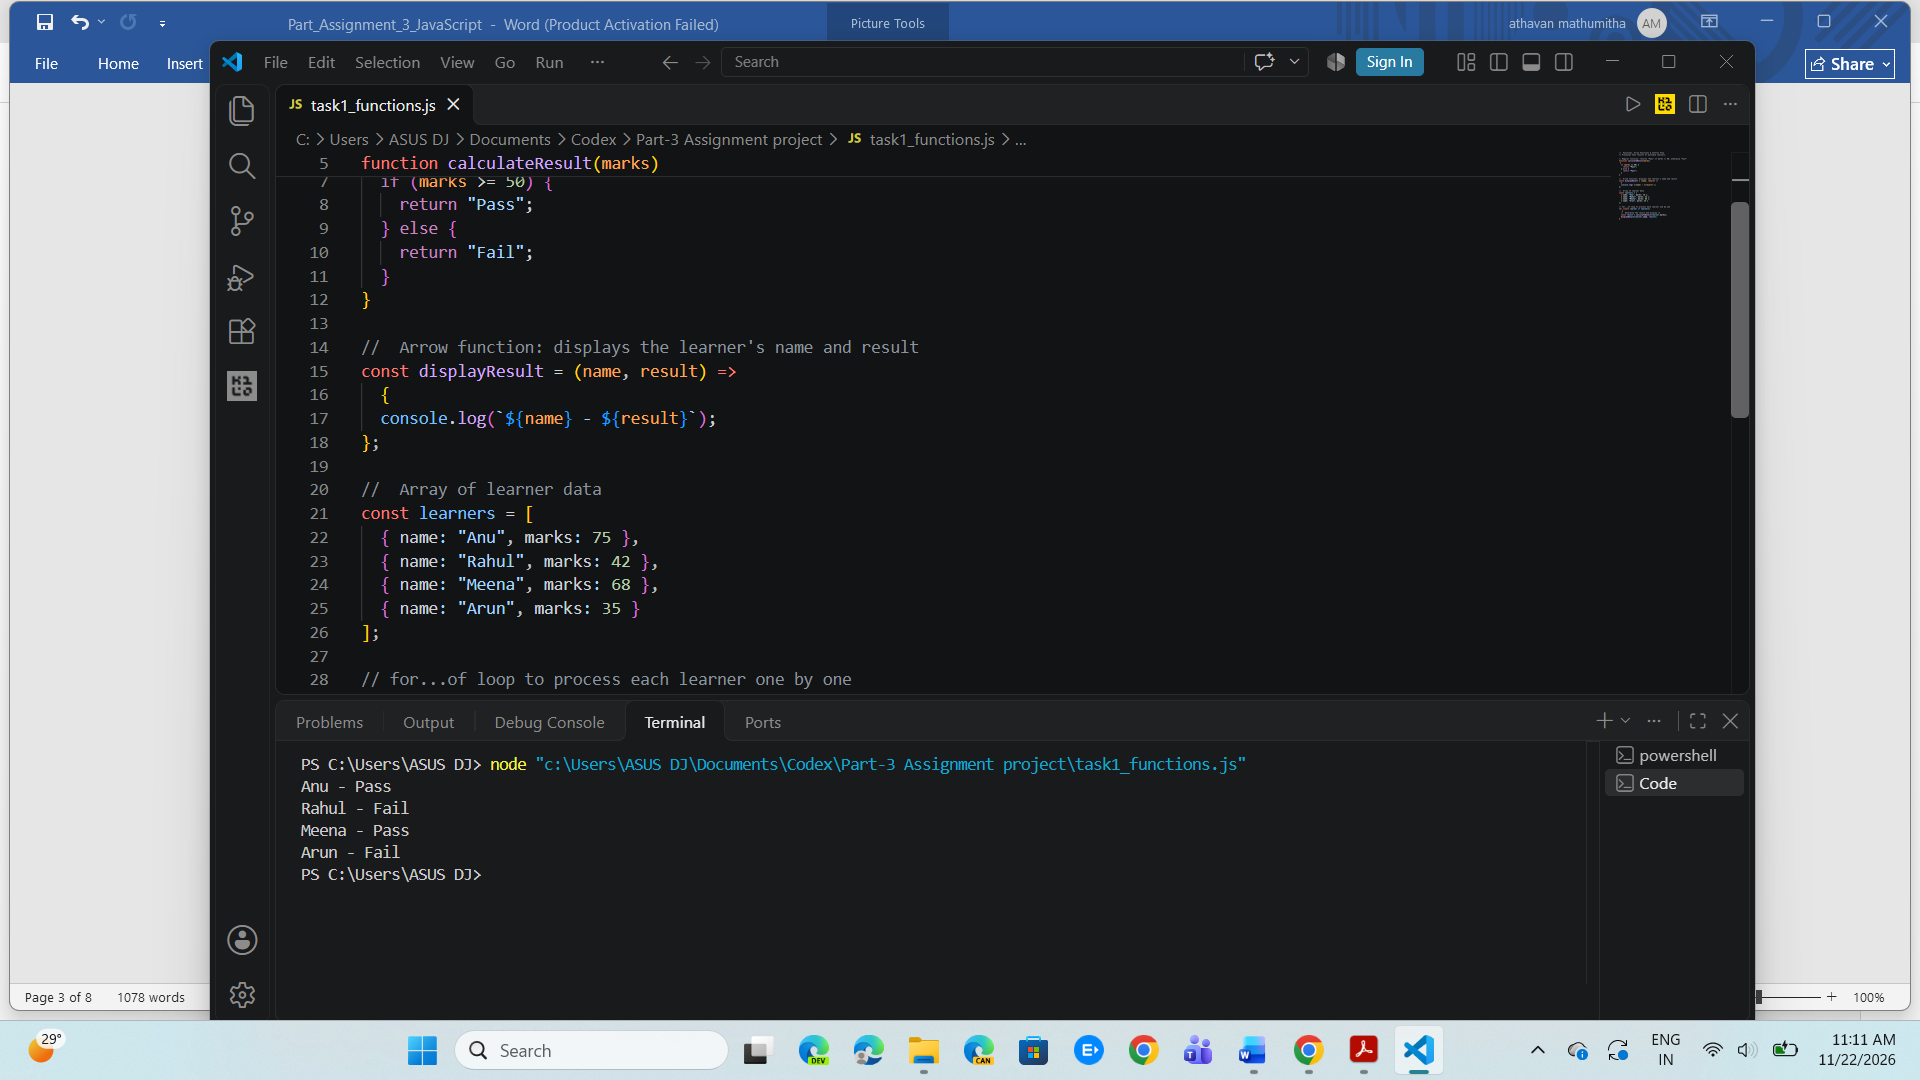 Part_Assignment_3_JavaScript - Word (Product Activation Failed)
Picture Tools
athavan mathumitha
AM
File
Home
Insert
Share
File
Edit
Selection
View
Go
Run
Search
Sign In
JS task1_functions.js
C: > Users > ASUS DJ > Documents > Codex > Part-3 Assignment project > JS task1_functions.js > ...
5 function calculateResult(marks)
7 if (marks >= 50) {
8 return "Pass";
9 } else {
10 return "Fail";
11 }
12 }
13
14 //  Arrow function: displays the learner's name and result
15 const displayResult = (name, result) =>
16 {
17 console.log(`${name} - ${result}`);
18 };
19
20 //  Array of learner data
21 const learners = [
22 { name: "Anu", marks: 75 },
23 { name: "Rahul", marks: 42 },
24 { name: "Meena", marks: 68 },
25 { name: "Arun", marks: 35 }
26 ];
27
28 // for...of loop to process each learner one by one
Problems
Output
Debug Console
Terminal
Ports
PS C:\Users\ASUS DJ> node "c:\Users\ASUS DJ\Documents\Codex\Part-3 Assignment project\task1_functions.js"
Anu - Pass
Rahul - Fail
Meena - Pass
Arun - Fail
PS C:\Users\ASUS DJ>
powershell
Code
Page 3 of 8
1078 words
100%
29°
Search
DEV
CAN
ENG
IN
11:11 AM
11/22/2026